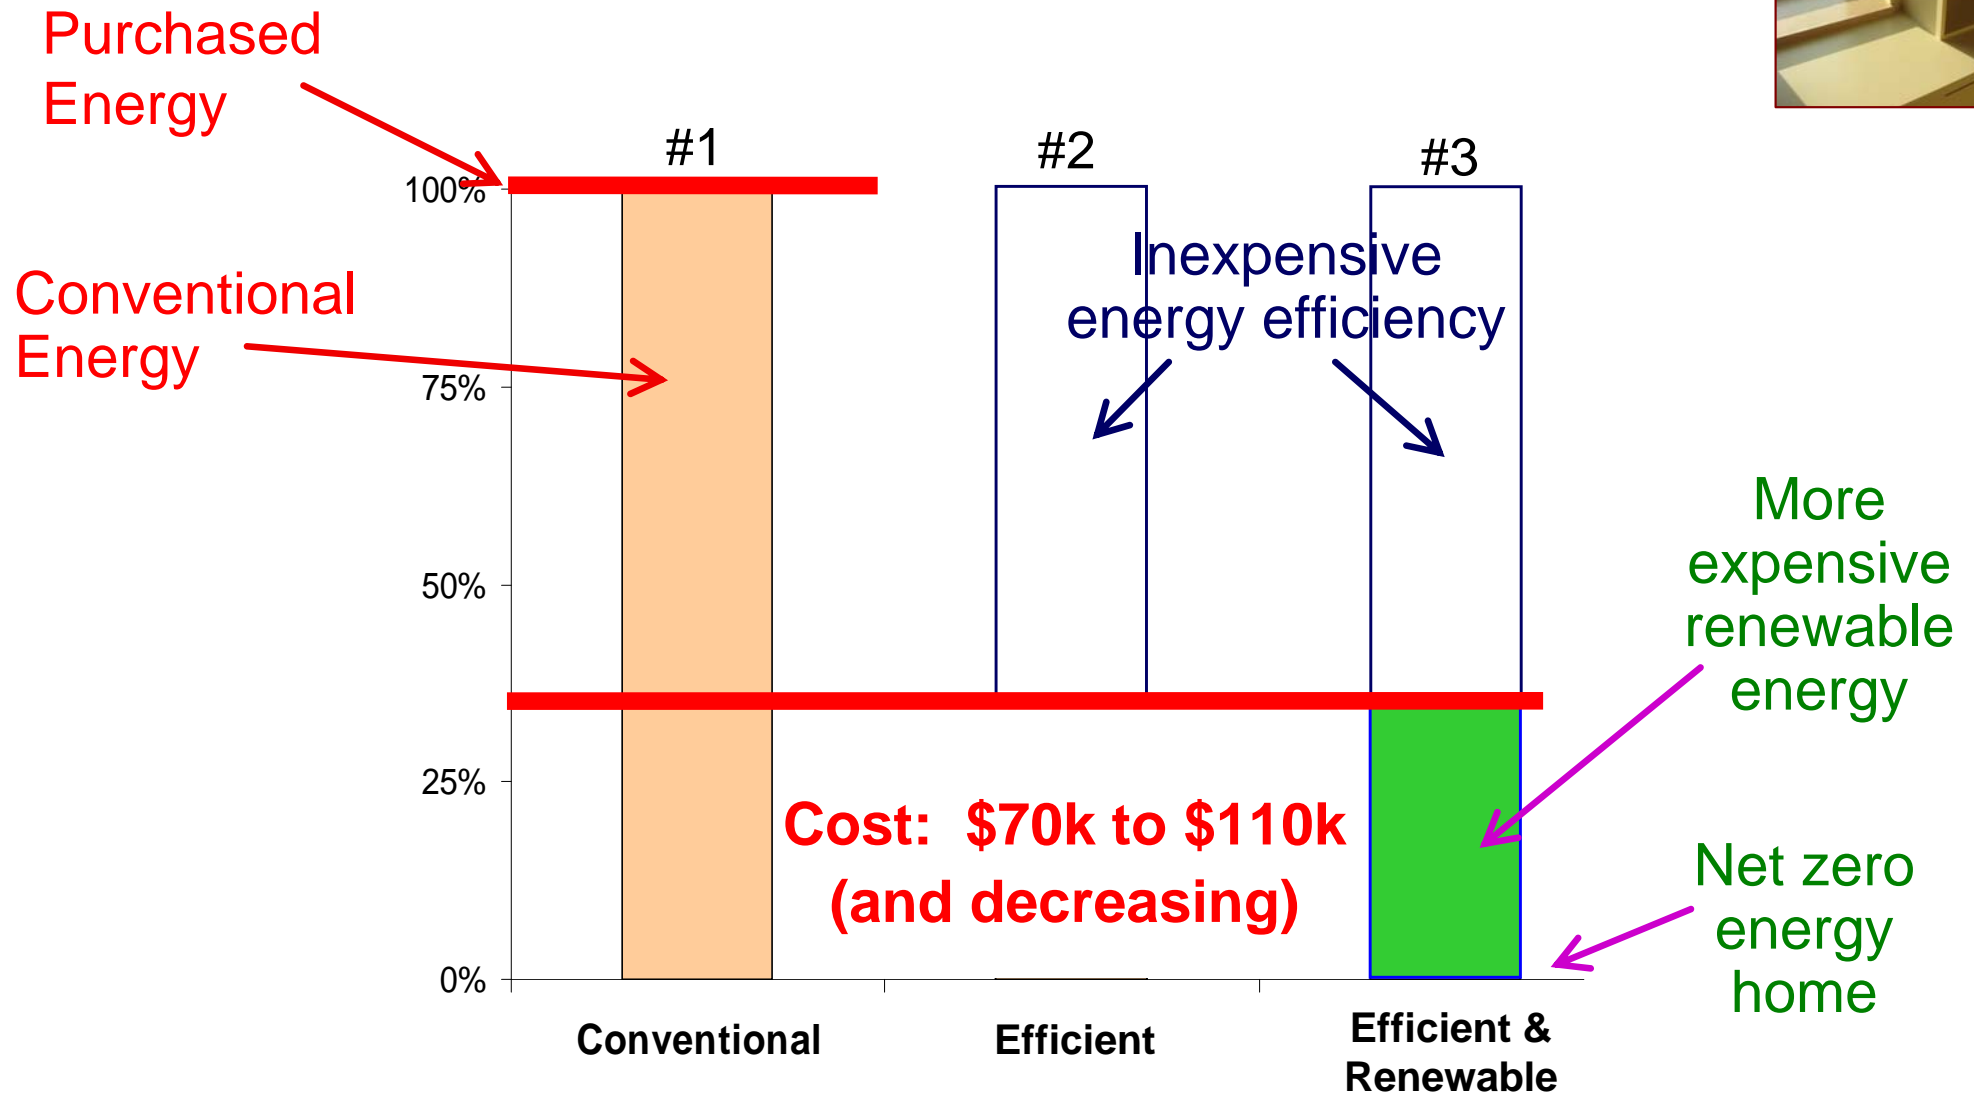 Purchased
Energy
#1
#2
#3
100%
Inexpensive
energy efficiency
Conventional
Energy
75%
More
expensive
renewable
energy
50%
25%
Cost: $70k to $110k
(and decreasing)
Net zero
energy
home
0%
Conventional
Efficient
Efficient &
Renewable